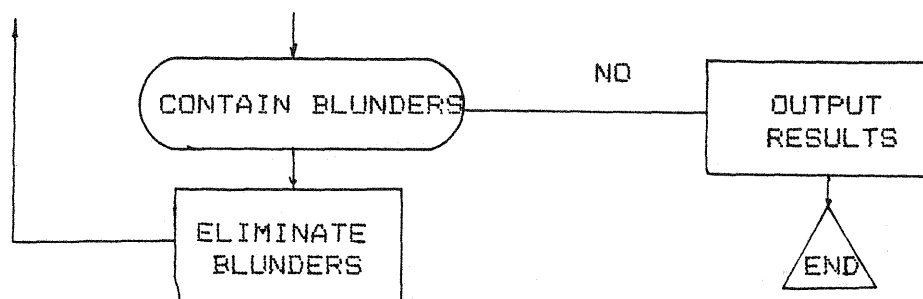 CONTAIN BLUNDERS
NO
OUTPUT
RESULTS
ELIMINATE
BLUNDERS
END